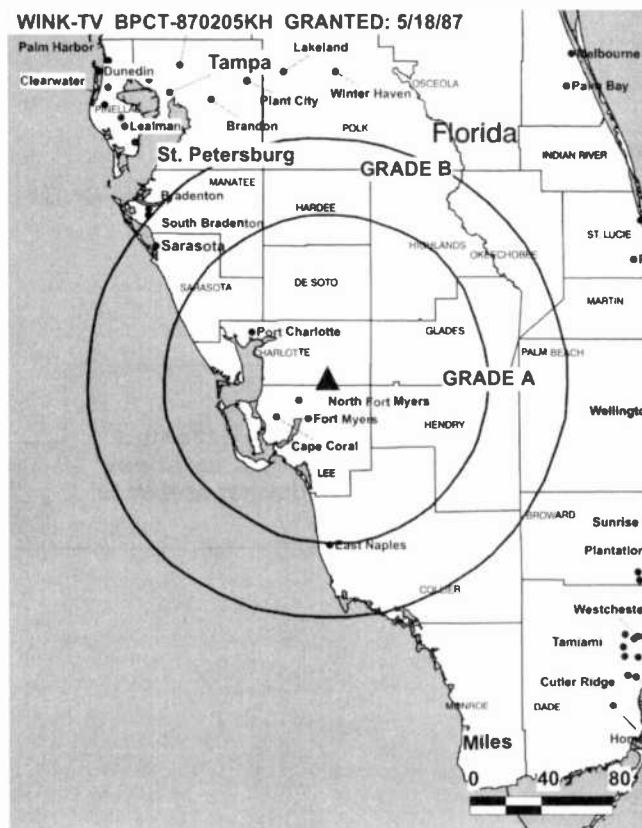 WINK-TV BPCT-870205KH GRANTED: 5/18/87
Palm Harbor
Lakeland
Melbourne
Dunedin
Tampa
Clearwater
OSCEOLA
Palm Bay
Plant City
Winter Haven
PINELLAS
Lealman
Brandon
POLK
Florida
St. Petersburg
INDIAN RIVER
GRADE B
MANATEE
Bradenton
HARDEE
South Bradenton
ST. LUCIE
Sarasota
HIGHLANDS
OKEECHOBEE
SARASOTA
DE SOTO
MARTIN
Port Charlotte
GLADES
CHARLOTTE
PALM BEACH
GRADE A
North Fort Myers
Wellington
Fort Myers
HENDRY
Cape Coral
LEE
BROWARD
Sunrise
East Naples
Plantation
COLLIER
Westchester
Tamiami
Cutler Ridge
MONROE
DADE
Miles
0 40 80